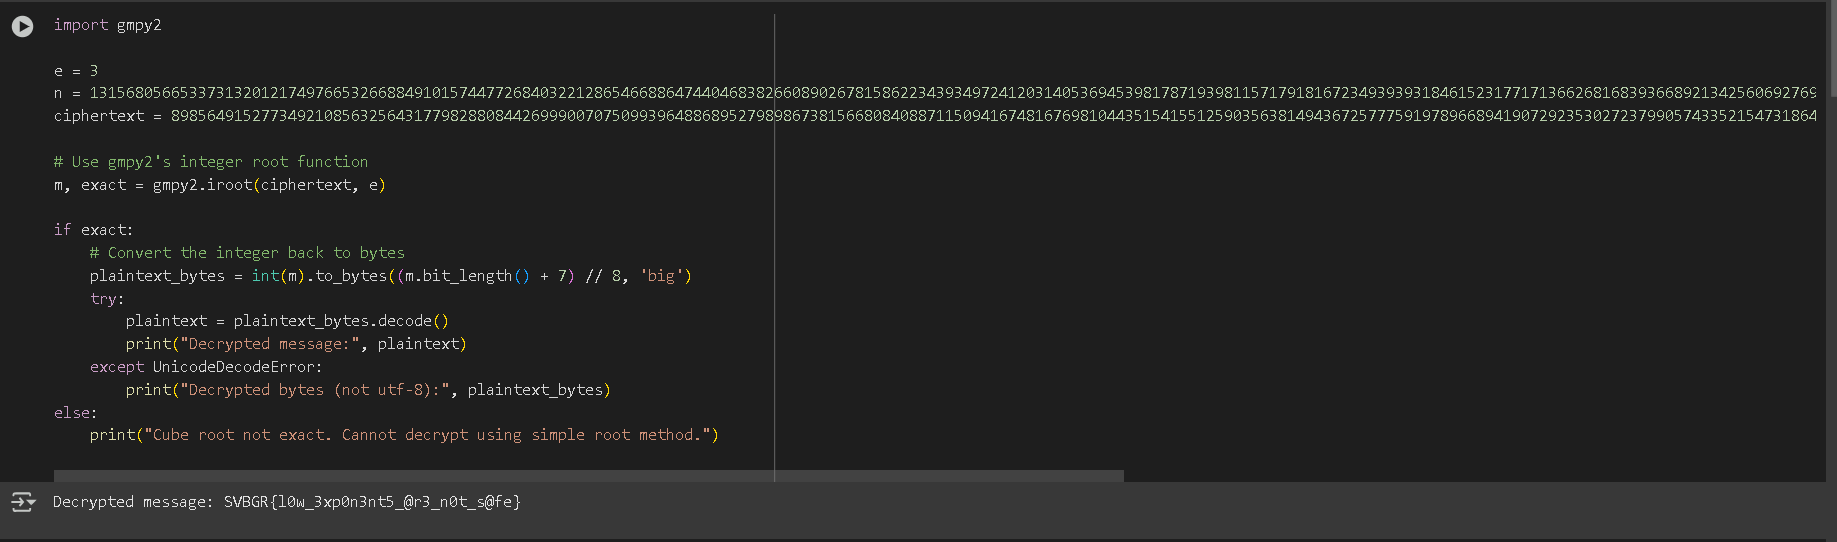 import gmpy2
e = 3
n = 131568056653373132012174976653266884910157447726840322128654668864744046838266089026781586223439349724120314053694539817871939811571791816723493939318461523177171366268168393668921342560692769
ciphertext = 898564915277349210856325643177982880844269990070750993964886895279898673815668084088711509416748167698104435154155125903563814943672577759197896689419072923530272379905743352154731864
# Use gmpy2's integer root function
m, exact = gmpy2.iroot(ciphertext, e)
if exact:
# Convert the integer back to bytes
plaintext_bytes = int(m).to_bytes((m.bit_length() + 7) // 8, 'big')
try:
plaintext = plaintext_bytes.decode()
print("Decrypted message:", plaintext)
except UnicodeDecodeError:
print("Decrypted bytes (not utf-8):", plaintext_bytes)
else:
print("Cube root not exact. Cannot decrypt using simple root method.")
Decrypted message: SVBGR{l0w_3xp0n3nt5_@r3_n0t_s@fe}